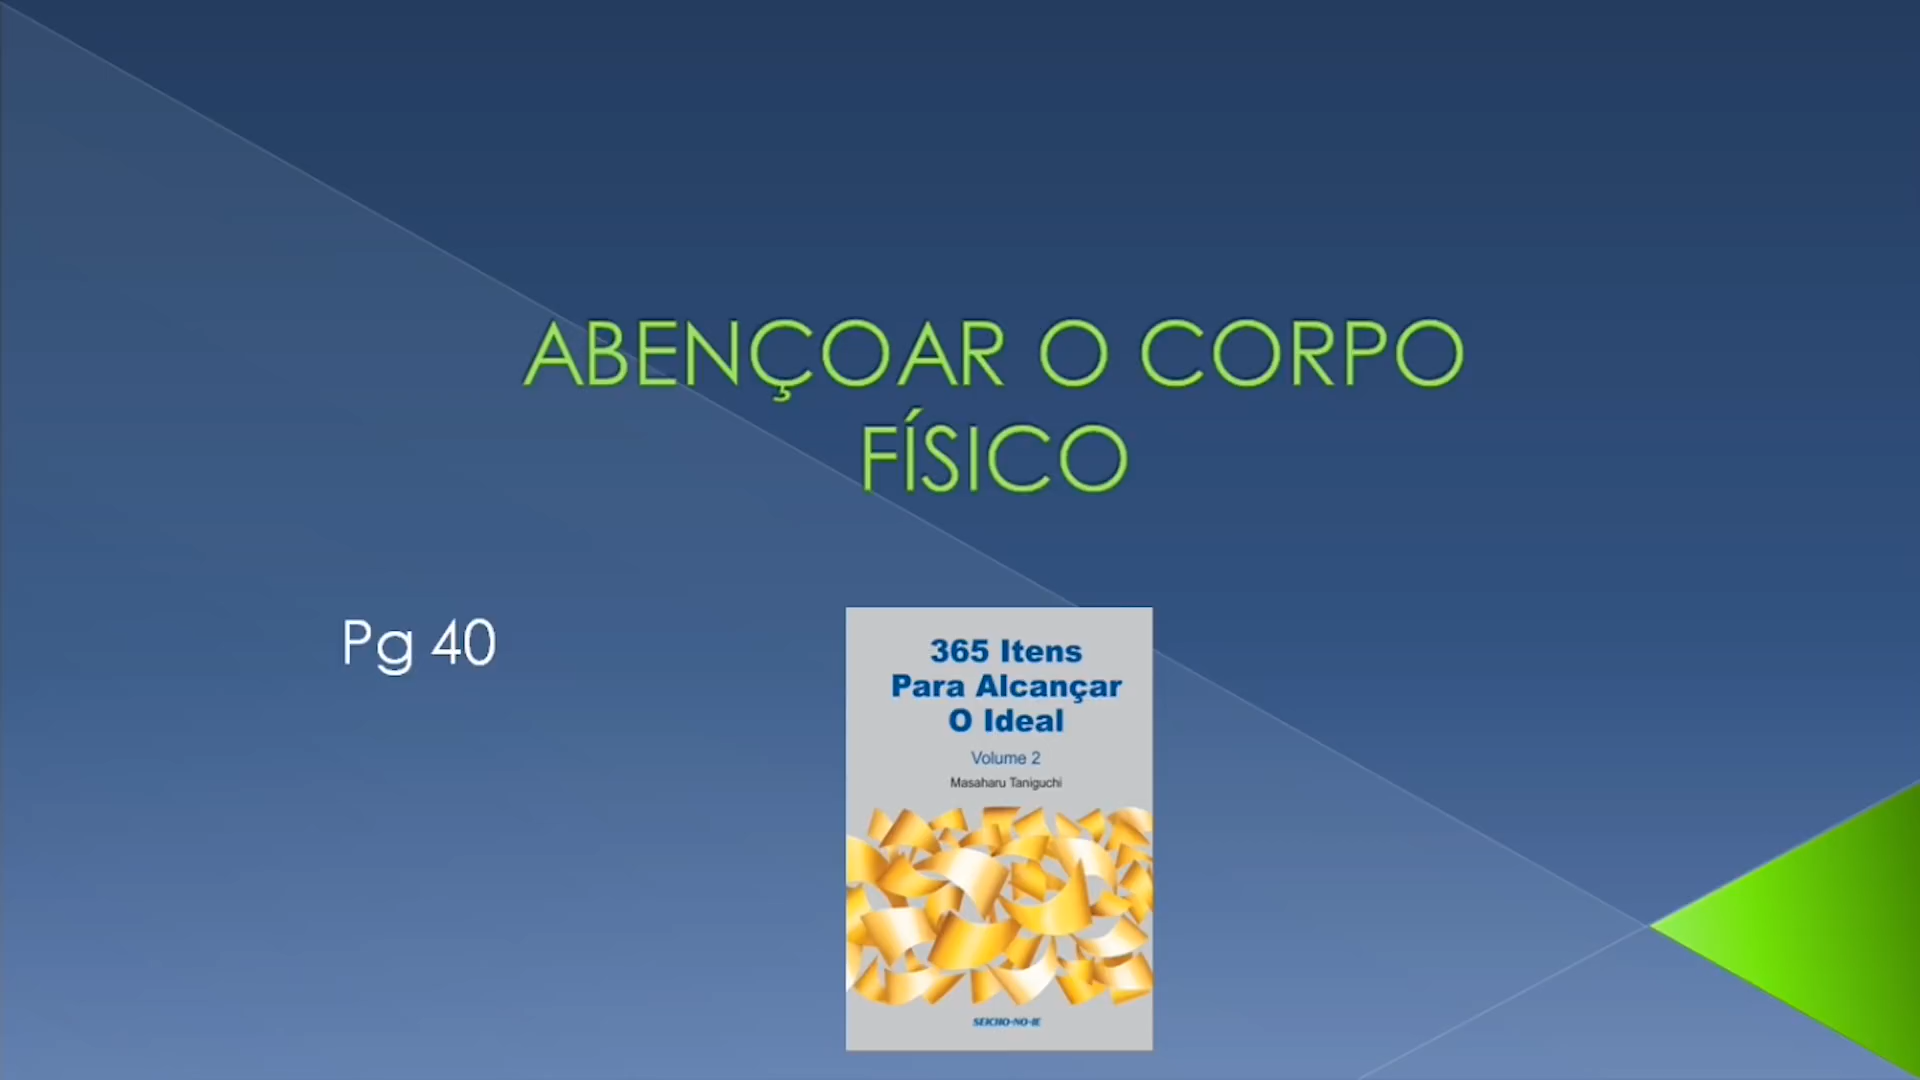 ABENÇOAR O CORPO
FÍSICO
Pg 40
365 Itens
Para Alcançar
O Ideal
Volume 2
Masaharu Taniguchi
SEICHO-NO-IE